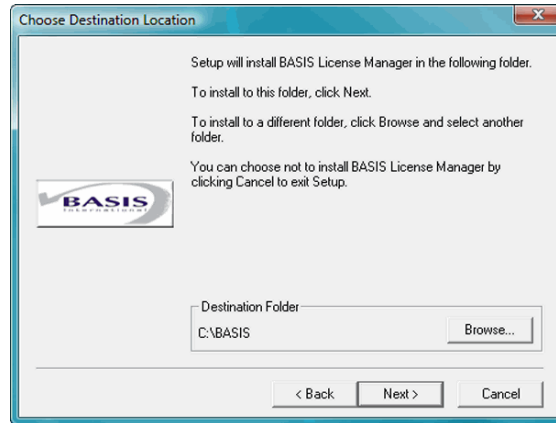 Choose Destination Location
Setup will install BASIS License Manager in the following folder.
To install to this folder, click Next.
To install to a different folder, click Browse and select another
folder.
You can choose not to install BASIS License Manager by
clicking Cancel to exit Setup.
BASIS
International
Destination Folder
C:\BASIS
Browse...
< Back
Next >
Cancel